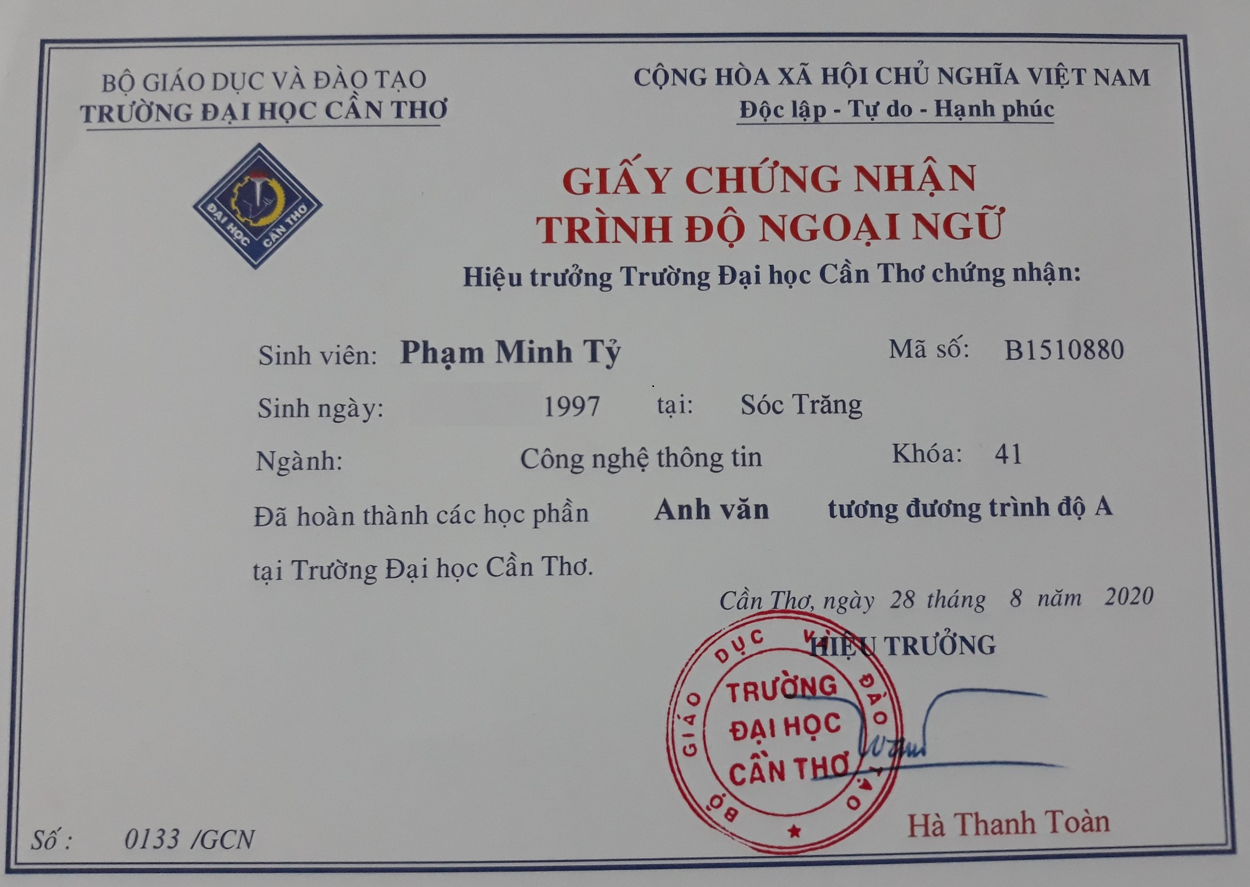 BỘ GIÁO DỤC VÀ ĐÀO TẠO
TRƯỜNG ĐẠI HỌC CẦN THƠ
CỘNG HÒA XÃ HỘI CHỦ NGHĨA VIỆT NAM
Độc lập - Tự do - Hạnh phúc
ĐẠI HỌC CẦN THƠ
GIẤY CHỨNG NHẬN
TRÌNH ĐỘ NGOẠI NGỮ
Hiệu trưởng Trường Đại học Cần Thơ chứng nhận:
Sinh viên: Phạm Minh Tỷ Mã số: B1510880
Sinh ngày: 1997 tại: Sóc Trăng
Ngành: Công nghệ thông tin Khóa: 41
Đã hoàn thành các học phần Anh văn tương đương trình độ A
tại Trường Đại học Cần Thơ.
Cần Thơ, ngày 28 tháng 8 năm 2020
HIỆU TRƯỞNG
BỘ GIÁO DỤC VÀ ĐÀO TẠO
TRƯỜNG
ĐẠI HỌC
CẦN THƠ
Hà Thanh Toàn
Số : 0133 /GCN